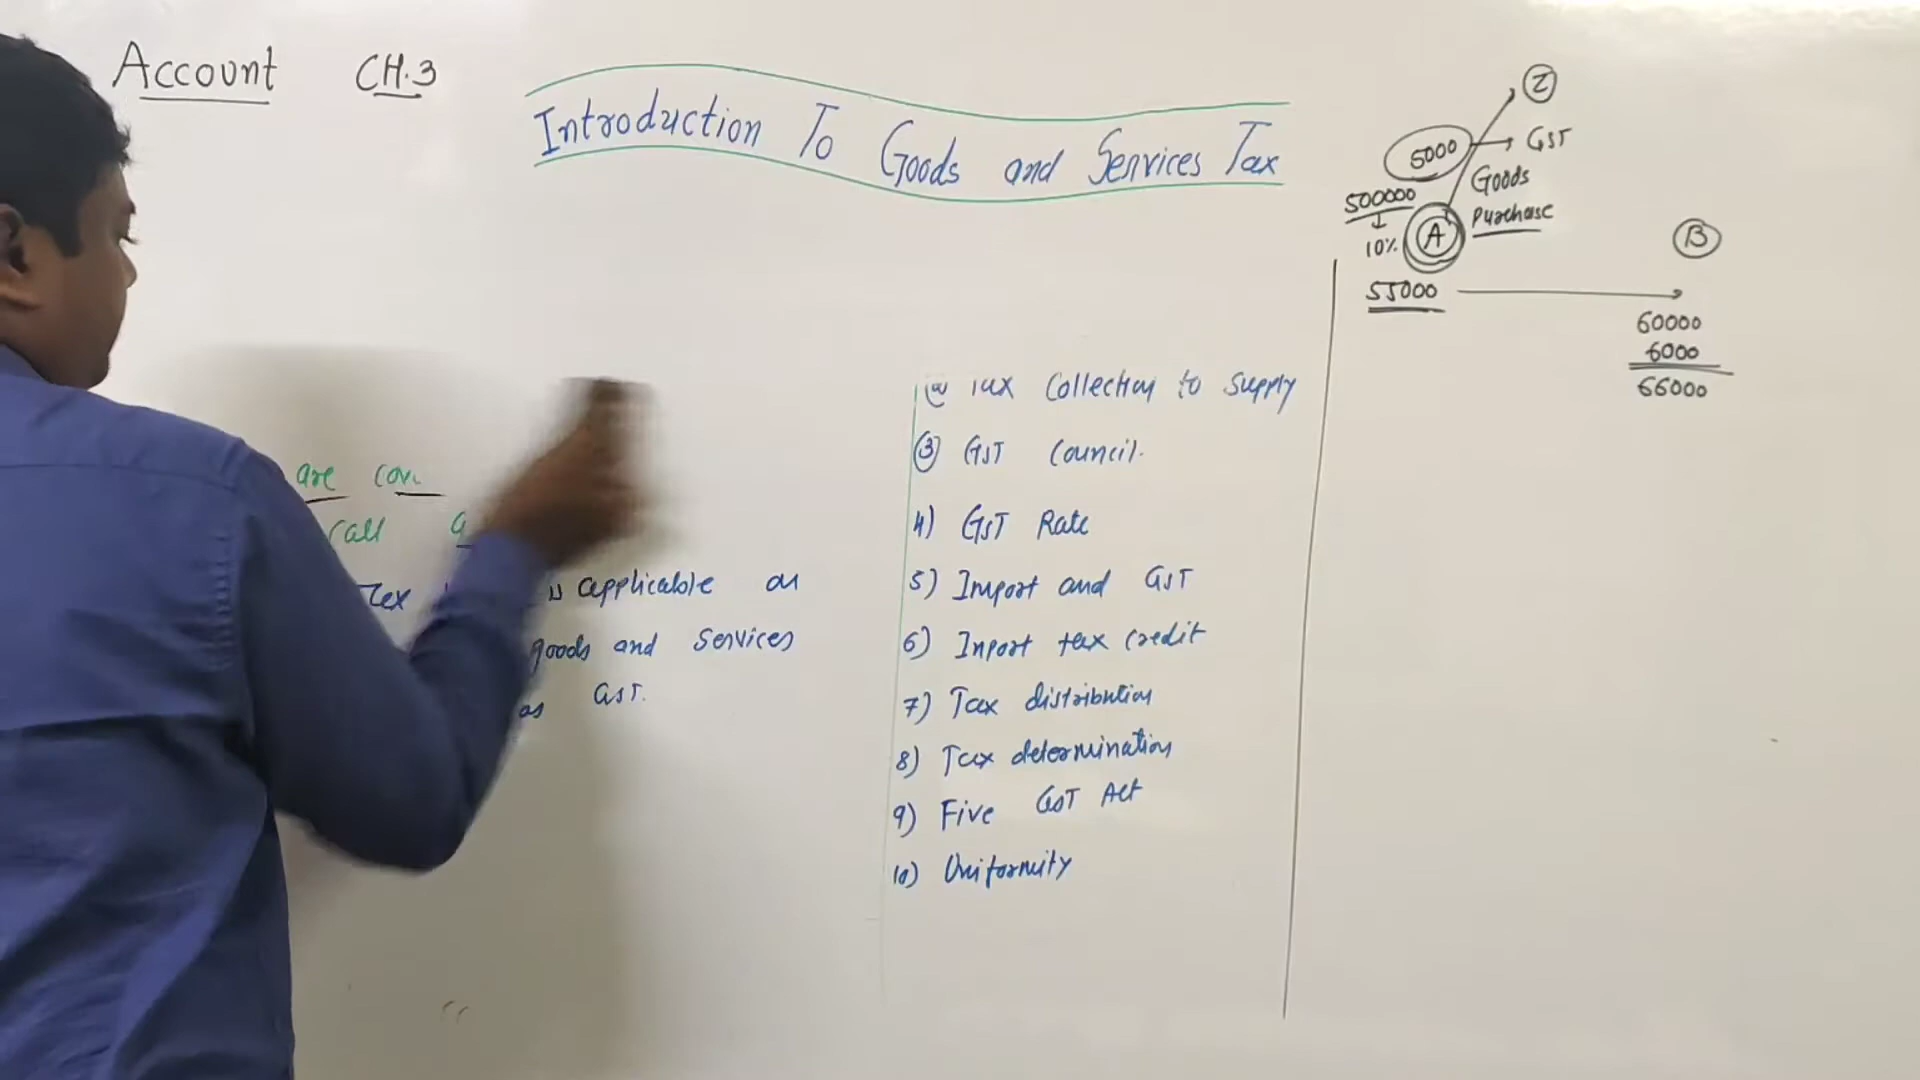 Account CH.3
Introduction To Goods and Services Tax
are cov
call
Tex is applicable on
goods and services
as GST.
Tax Collection to supply
③ GST Council.
4) GST Rate
5) Import and GST
6) Inport tax credit
7) Tax distribution
8) Tax determination
9) Five GST Act
10) Uniformity
Z
5000 → GST
Goods
500000
Purchase
10% A
B
55000
60000
6000
66000